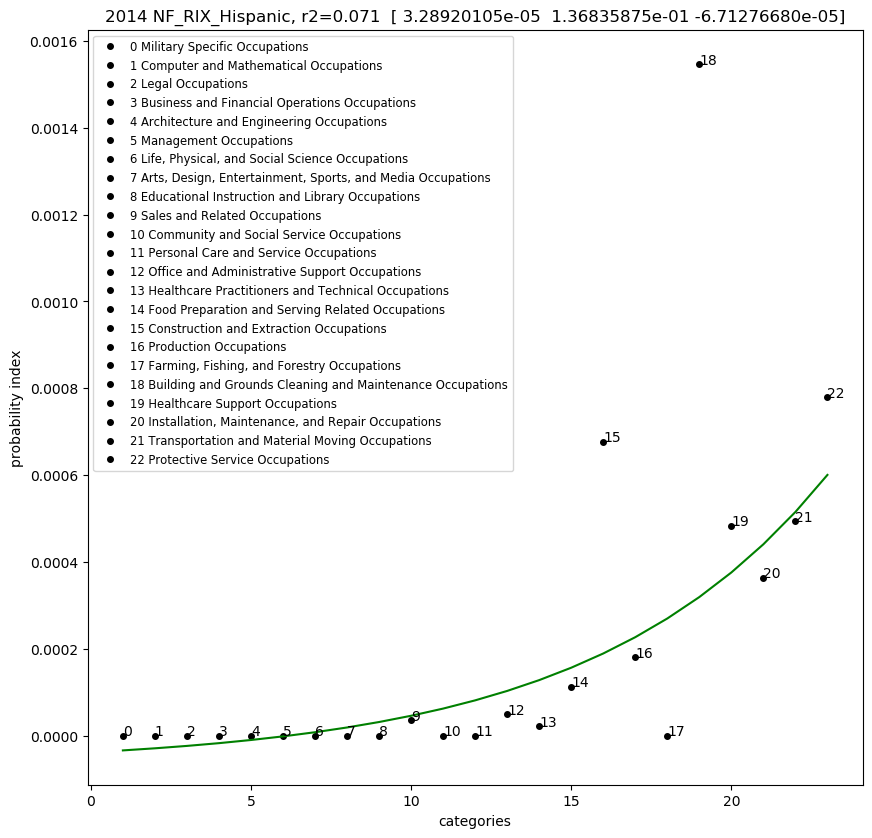 2014 NF_RIX_Hispanic, r2=0.071 [ 3.28920105e-05 1.36835875e-01 -6.71276680e-05]
0.0016
0.0014
0.0012
0.0010
0.0008
0.0006
0.0004
0.0002
0.0000
probability index
0 Military Specific Occupations
1 Computer and Mathematical Occupations
2 Legal Occupations
3 Business and Financial Operations Occupations
4 Architecture and Engineering Occupations
5 Management Occupations
6 Life, Physical, and Social Science Occupations
7 Arts, Design, Entertainment, Sports, and Media Occupations
8 Educational Instruction and Library Occupations
9 Sales and Related Occupations
10 Community and Social Service Occupations
11 Personal Care and Service Occupations
12 Office and Administrative Support Occupations
13 Healthcare Practitioners and Technical Occupations
14 Food Preparation and Serving Related Occupations
15 Construction and Extraction Occupations
16 Production Occupations
17 Farming, Fishing, and Forestry Occupations
18 Building and Grounds Cleaning and Maintenance Occupations
19 Healthcare Support Occupations
20 Installation, Maintenance, and Repair Occupations
21 Transportation and Material Moving Occupations
22 Protective Service Occupations
0
1
2
3
4
5
6
7
8
9
10
11
12
13
14
15
16
17
18
19
20
21
22
0
5
10
15
20
categories